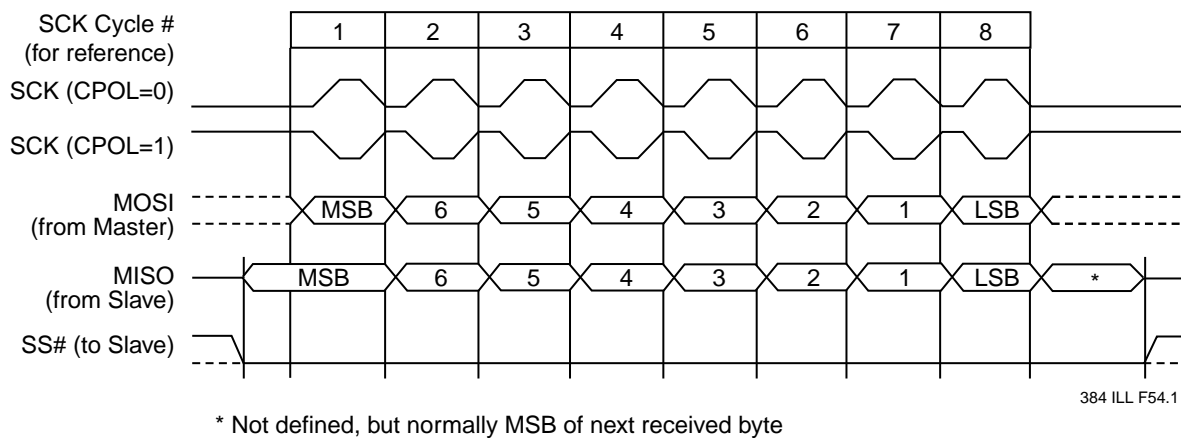 SCK Cycle #
(for reference)
1 2 3 4 5 6 7 8
SCK (CPOL=0)
SCK (CPOL=1)
MOSI
(from Master)
MSB 6 5 4 3 2 1 LSB
MISO
(from Slave)
MSB 6 5 4 3 2 1 LSB *
SS# (to Slave)
384 ILL F54.1
* Not defined, but normally MSB of next received byte